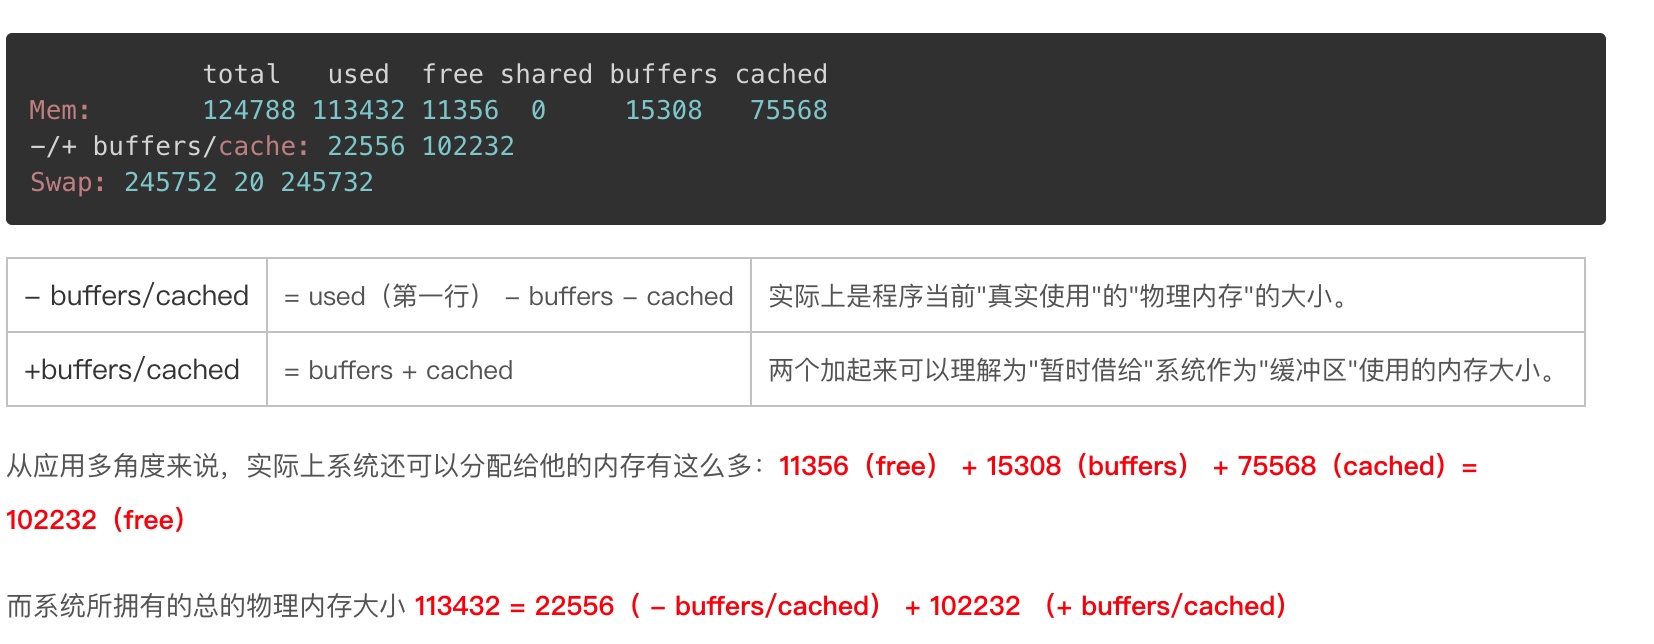 total used free shared buffers cached
Mem: 124788 113432 11356 0 15308 75568
-/+ buffers/cache: 22556 102232
Swap: 245752 20 245732
– buffers/cached = used（第一行） – buffers – cached 实际上是程序当前"真实使用"的"物理内存"的大小。
+buffers/cached = buffers + cached 两个加起来可以理解为"暂时借给"系统作为"缓冲区"使用的内存大小。
从应用多角度来说，实际上系统还可以分配给他的内存有这么多：11356（free） + 15308（buffers） + 75568（cached）=
102232（free）
而系统所拥有的总的物理内存大小 113432 = 22556（ – buffers/cached） + 102232 （+ buffers/cached）